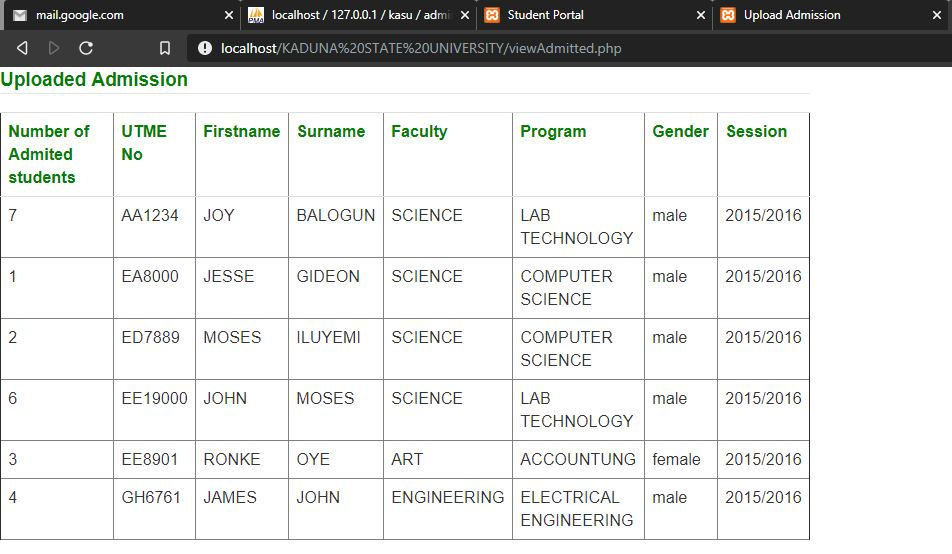 mail.google.com
localhost / 127.0.0.1 / kasu / admi
Student Portal
Upload Admission
localhost/KADUNA%20STATE%20UNIVERSITY/viewAdmitted.php
Uploaded Admission
Number of Admited students UTME No Firstname Surname Faculty Program Gender Session
7 AA1234 JOY BALOGUN SCIENCE LAB TECHNOLOGY male 2015/2016
1 EA8000 JESSE GIDEON SCIENCE COMPUTER SCIENCE male 2015/2016
2 ED7889 MOSES ILUYEMI SCIENCE COMPUTER SCIENCE male 2015/2016
6 EE19000 JOHN MOSES SCIENCE LAB TECHNOLOGY male 2015/2016
3 EE8901 RONKE OYE ART ACCOUNTUNG female 2015/2016
4 GH6761 JAMES JOHN ENGINEERING ELECTRICAL ENGINEERING male 2015/2016